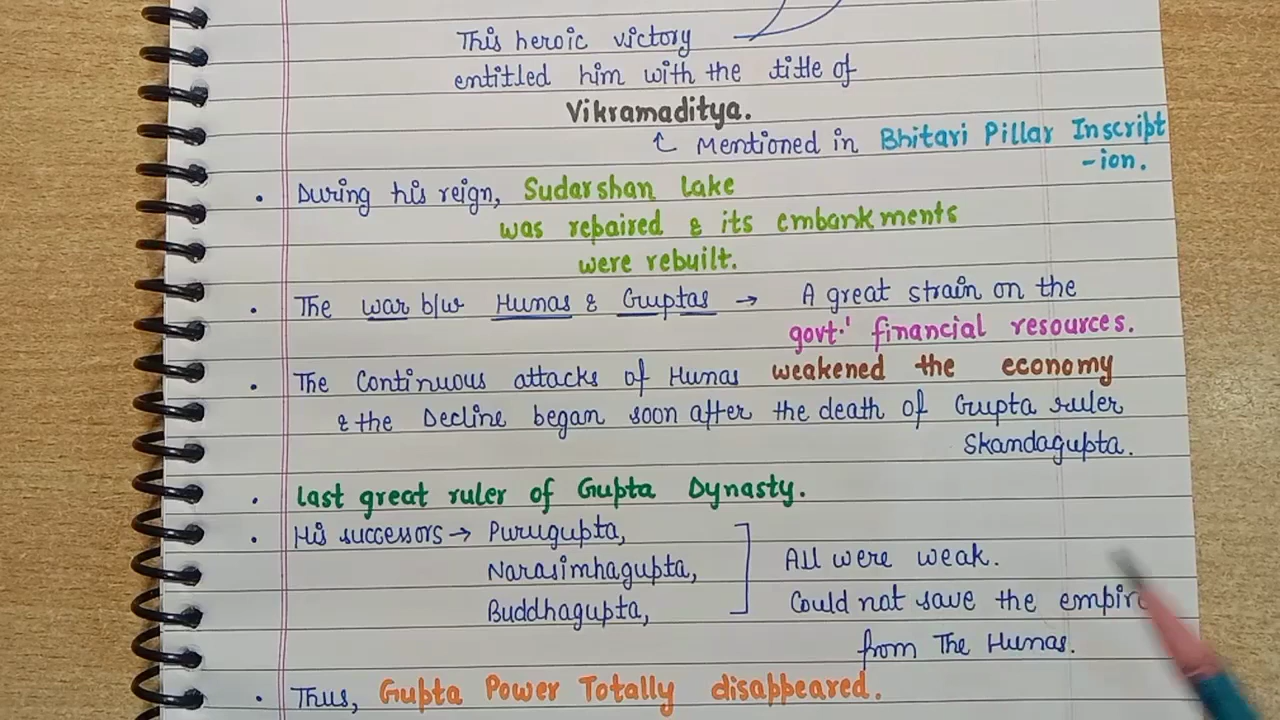 This heroic victory
entitled him with the title of
Vikramaditya.
Mentioned in Bhitari Pillar Inscript
-ion.
. During his reign, Sudarshan Lake
was repaired & its embankments
were rebuilt.
. The war b/w Hunas & Guptas → A great strain on the
govt.' financial resources.
. The Continuous attacks of Hunas weakened the economy
& the Decline began soon after the death of Gupta ruler
Skandagupta.
. Last great ruler of Gupta Dynasty.
. His successors → Purugupta,
Narasimhagupta,
All were weak.
Buddhagupta,
Could not save the empire
from The Hunas.
. Thus, Gupta Power Totally disappeared.